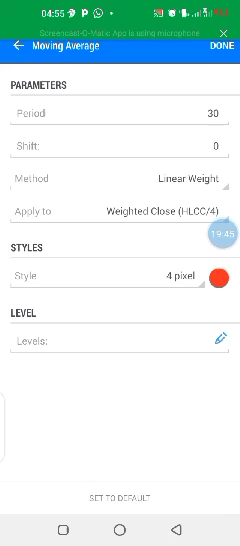 04:55
Screencast-O-Matic App is using microphone
Moving Average DONE
PARAMETERS
Period 30
Shift: 0
Method Linear Weight
Apply to Weighted Close (HLCC/4)
19:45
STYLES
Style 4 pixel
LEVEL
Levels:
SET TO DEFAULT